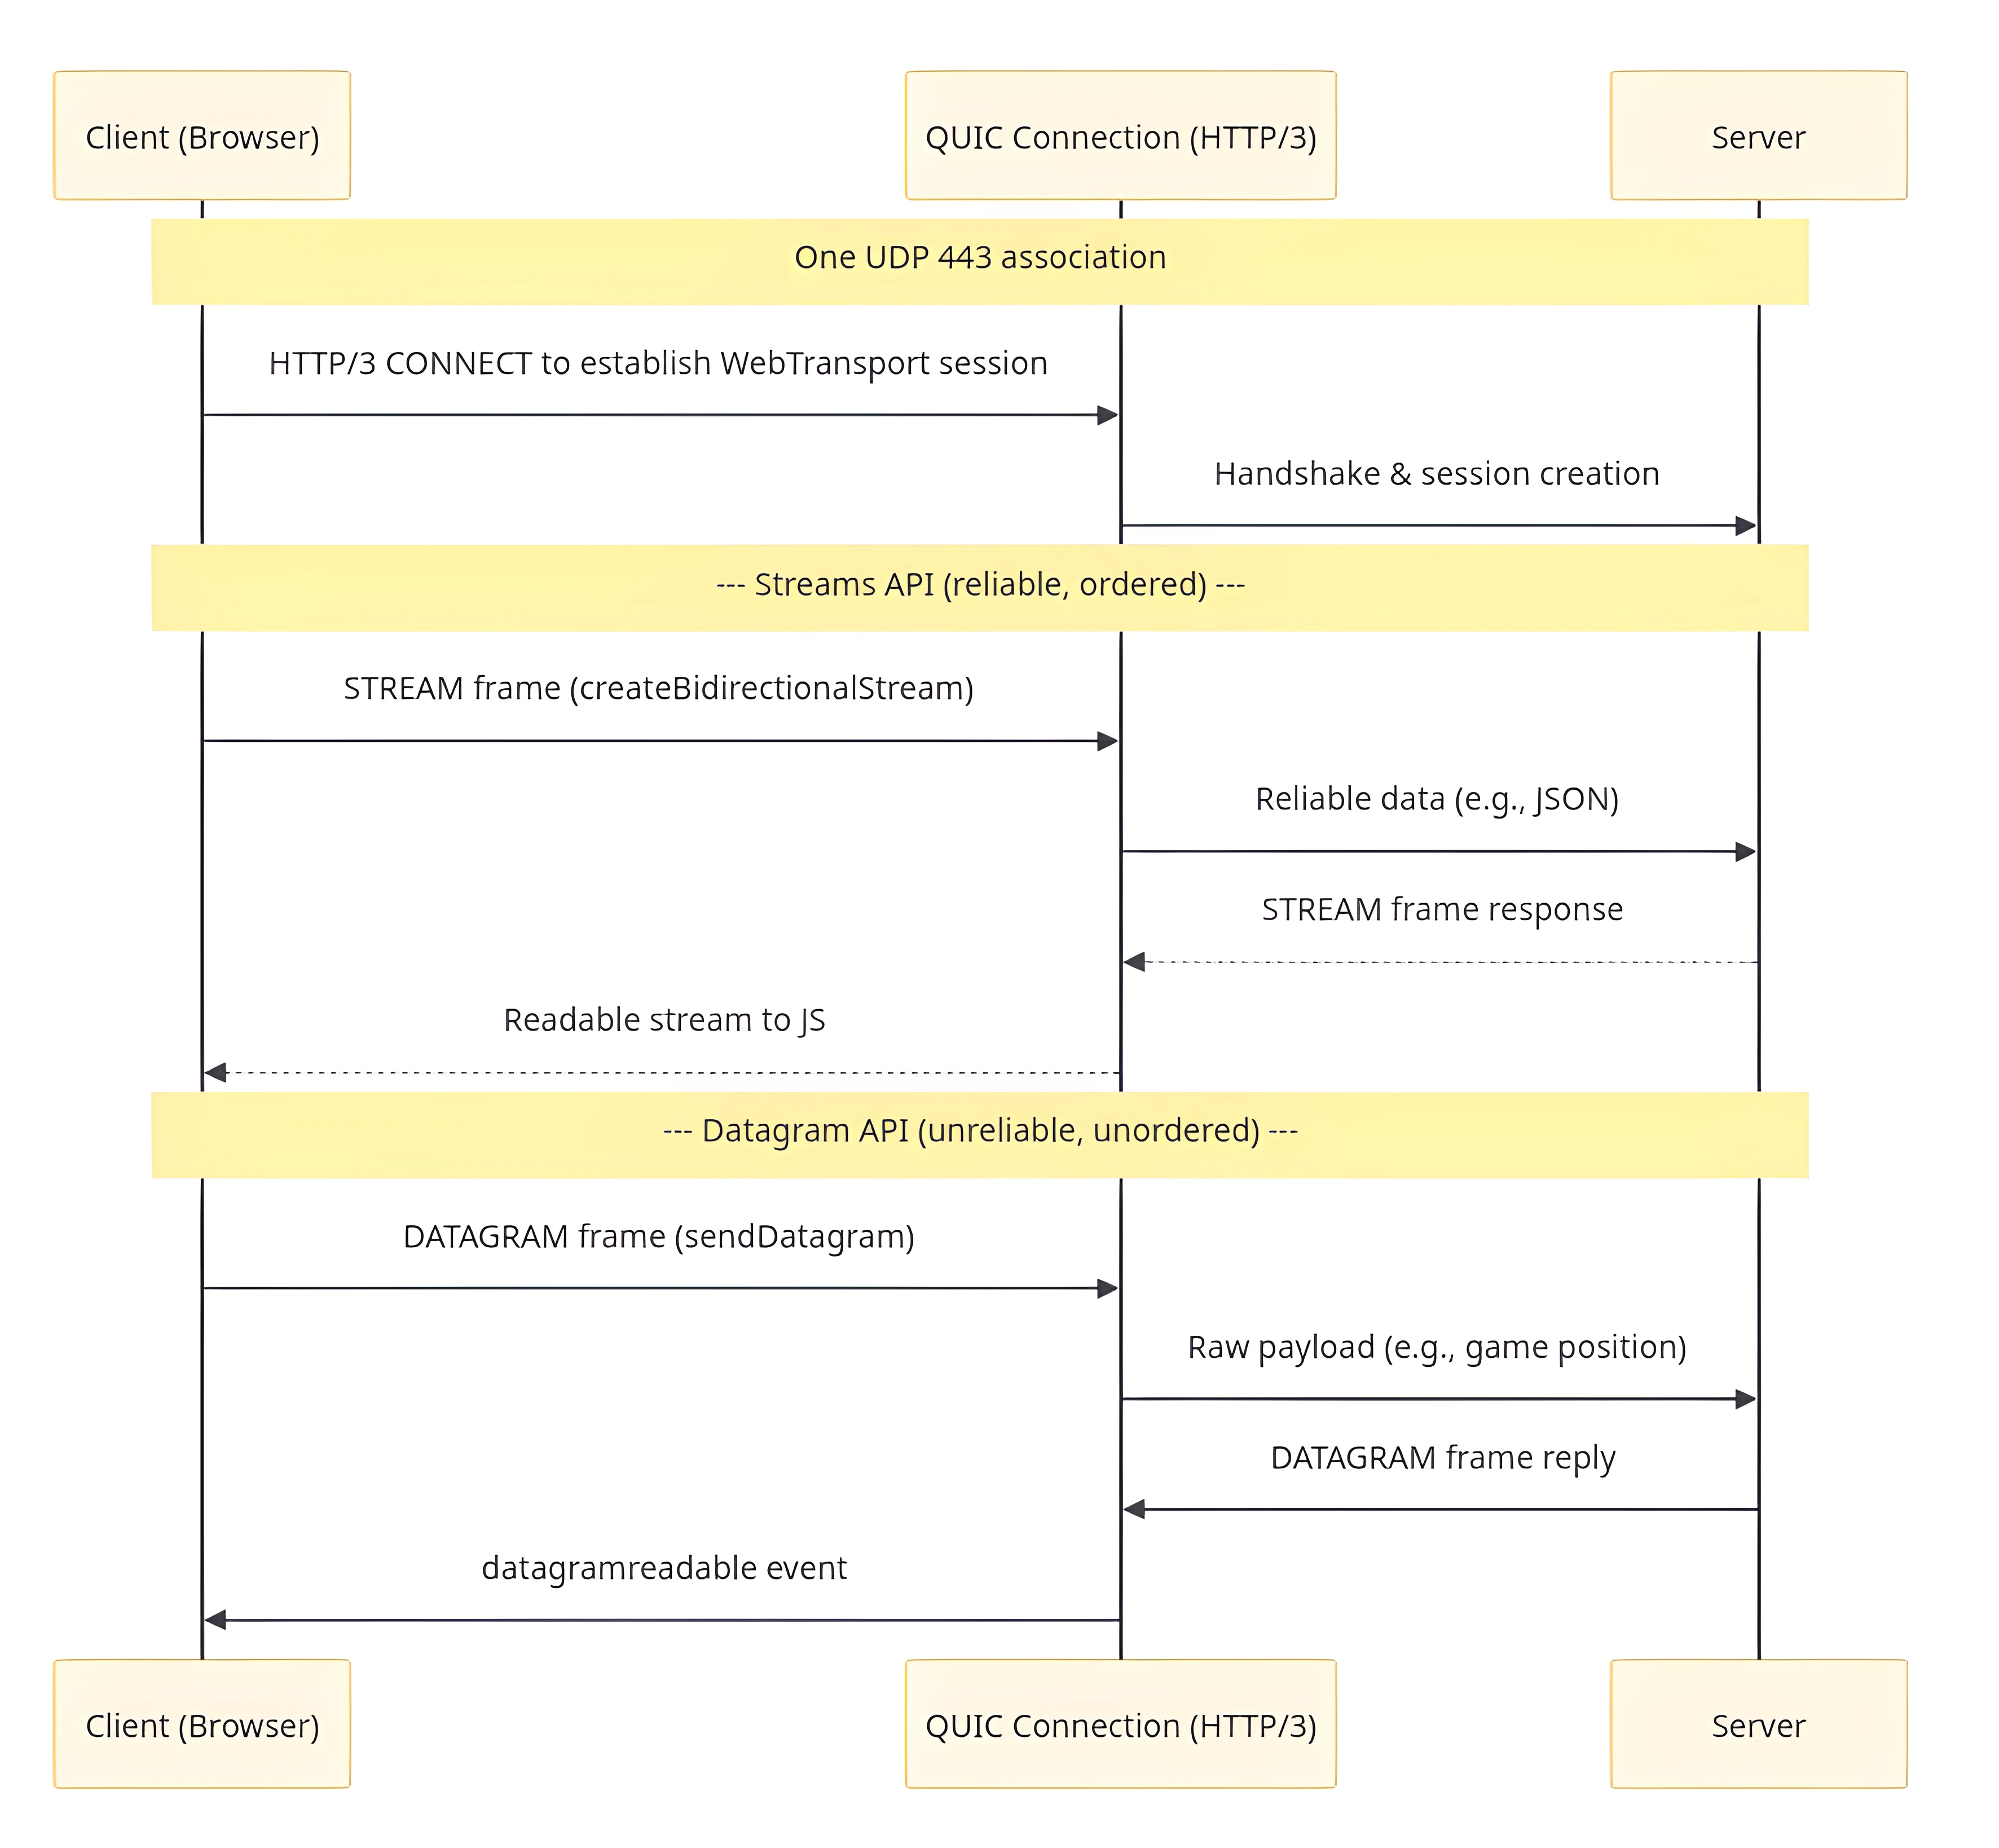 Client (Browser)
QUIC Connection (HTTP/3)
Server
One UDP 443 association
HTTP/3 CONNECT to establish WebTransport session
Handshake & session creation
--- Streams API (reliable, ordered) ---
STREAM frame (createBidirectionalStream)
Reliable data (e.g., JSON)
STREAM frame response
Readable stream to JS
--- Datagram API (unreliable, unordered) ---
DATAGRAM frame (sendDatagram)
Raw payload (e.g., game position)
DATAGRAM frame reply
datagramreadable event
Client (Browser)
QUIC Connection (HTTP/3)
Server